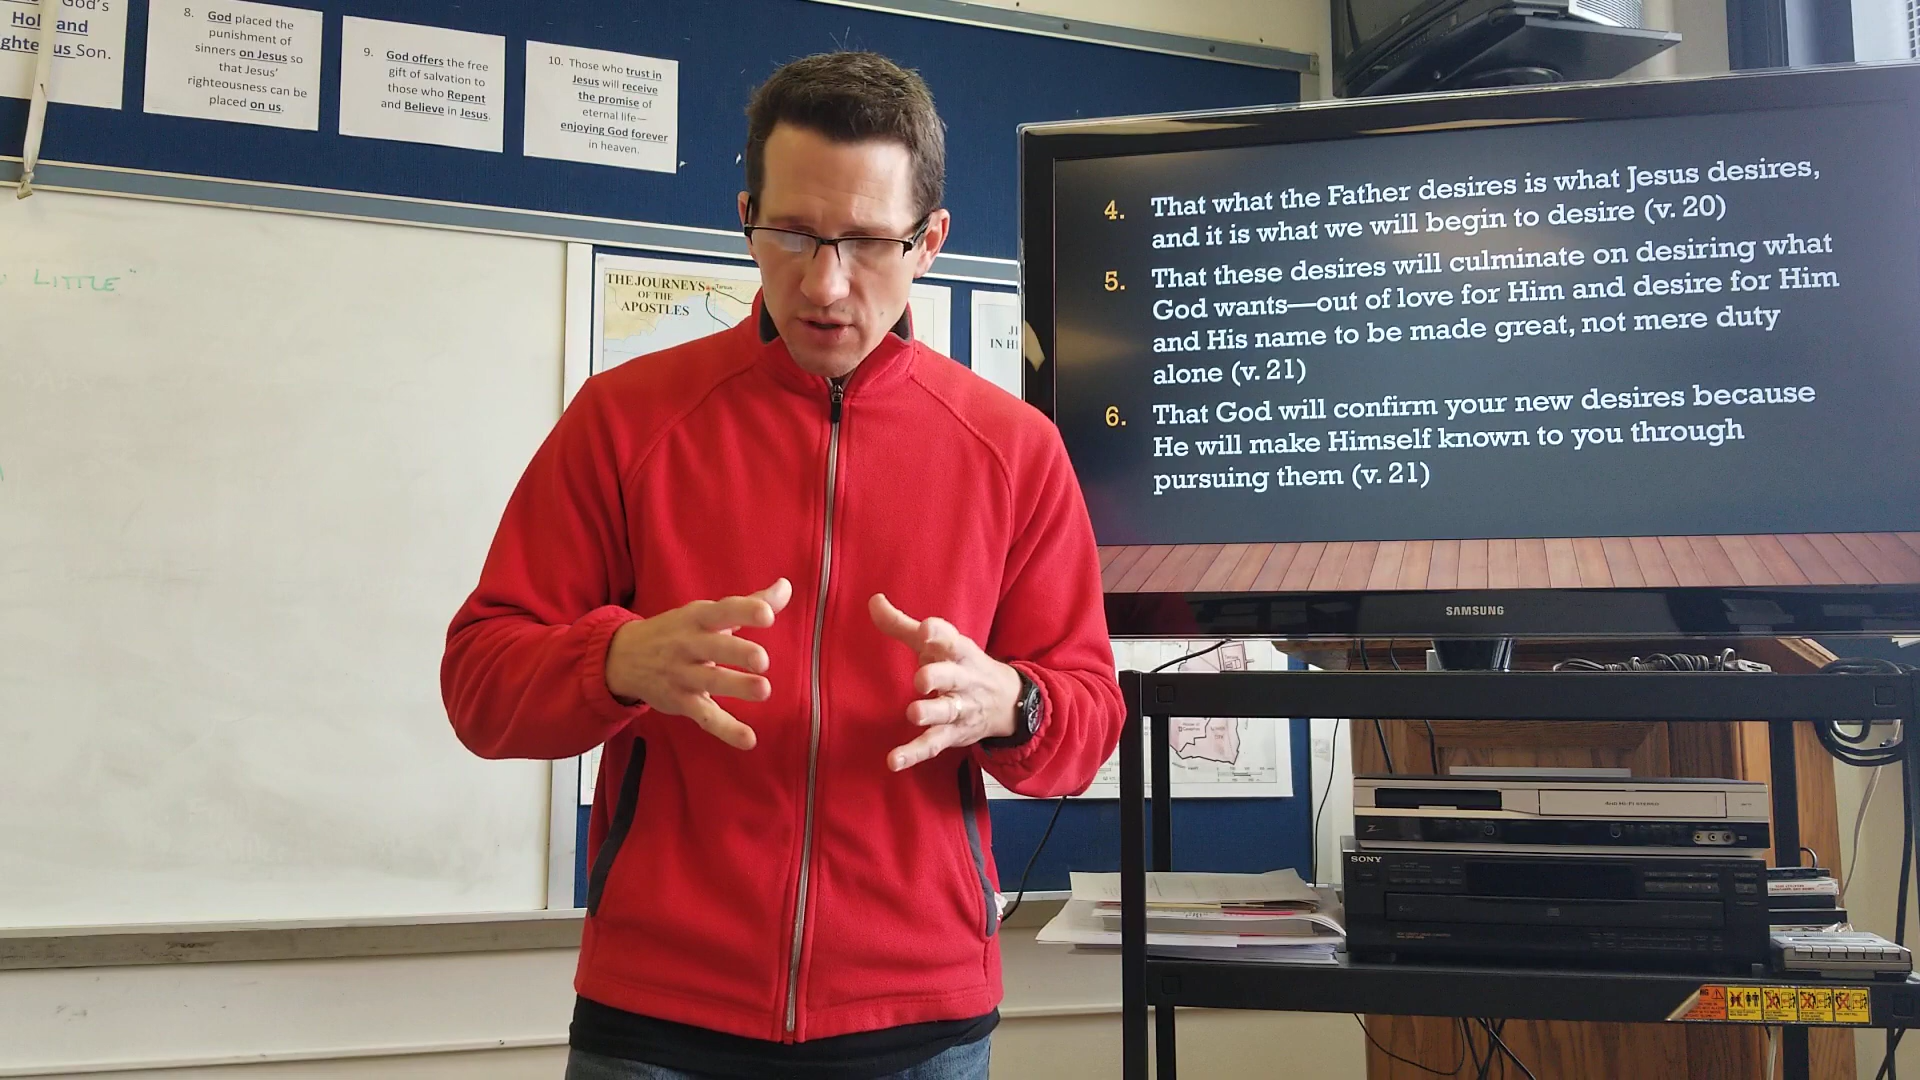 God's
Holy and
ghteous Son.
8. God placed the
punishment of
sinners on Jesus so
that Jesus'
righteousness can be
placed on us.
9. God offers the free
gift of salvation to
those who Repent
and Believe in Jesus.
10. Those who trust in
Jesus will receive
the promise of
eternal life—
enjoying God forever
in heaven.
LITTLE"
THE JOURNEYS
OF THE
APOSTLES
Tarsus
IN HI
4. That what the Father desires is what Jesus desires,
and it is what we will begin to desire (v. 20)
5. That these desires will culminate on desiring what
God wants—out of love for Him and desire for Him
and His name to be made great, not mere duty
alone (v. 21)
6. That God will confirm your new desires because
He will make Himself known to you through
pursuing them (v. 21)
SAMSUNG
SONY